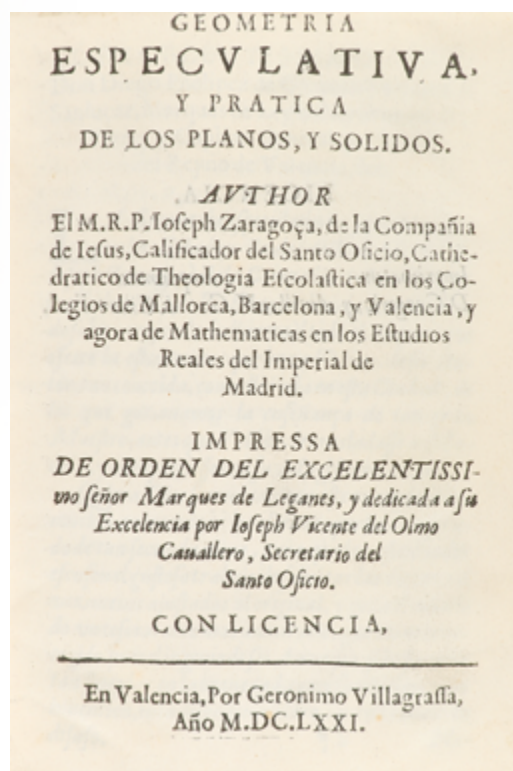 GEOMETRIA
ESPECVLATIVA,
Y PRATICA
DE LOS PLANOS, Y SOLIDOS.
AVTHOR
El M.R.P. Ioseph Zaragoça, de la Compañia
de Iesus, Calificador del Santo Oficio, Cathe-
dratico de Theologia Escolastica en los Co-
legios de Mallorca, Barcelona, y Valencia, y
agora de Mathematicas en los Estudios
Reales del Imperial de
Madrid.
IMPRESSA
DE ORDEN DEL EXCELENTISSI-
mo señor Marques de Leganes, y dedicada a su
Excelencia por Ioseph Vicente del Olmo
Cauallero, Secretario del
Santo Oficio.
CON LICENCIA,
En Valencia, Por Geronimo Villagrassa,
Año M.DC.LXXI.